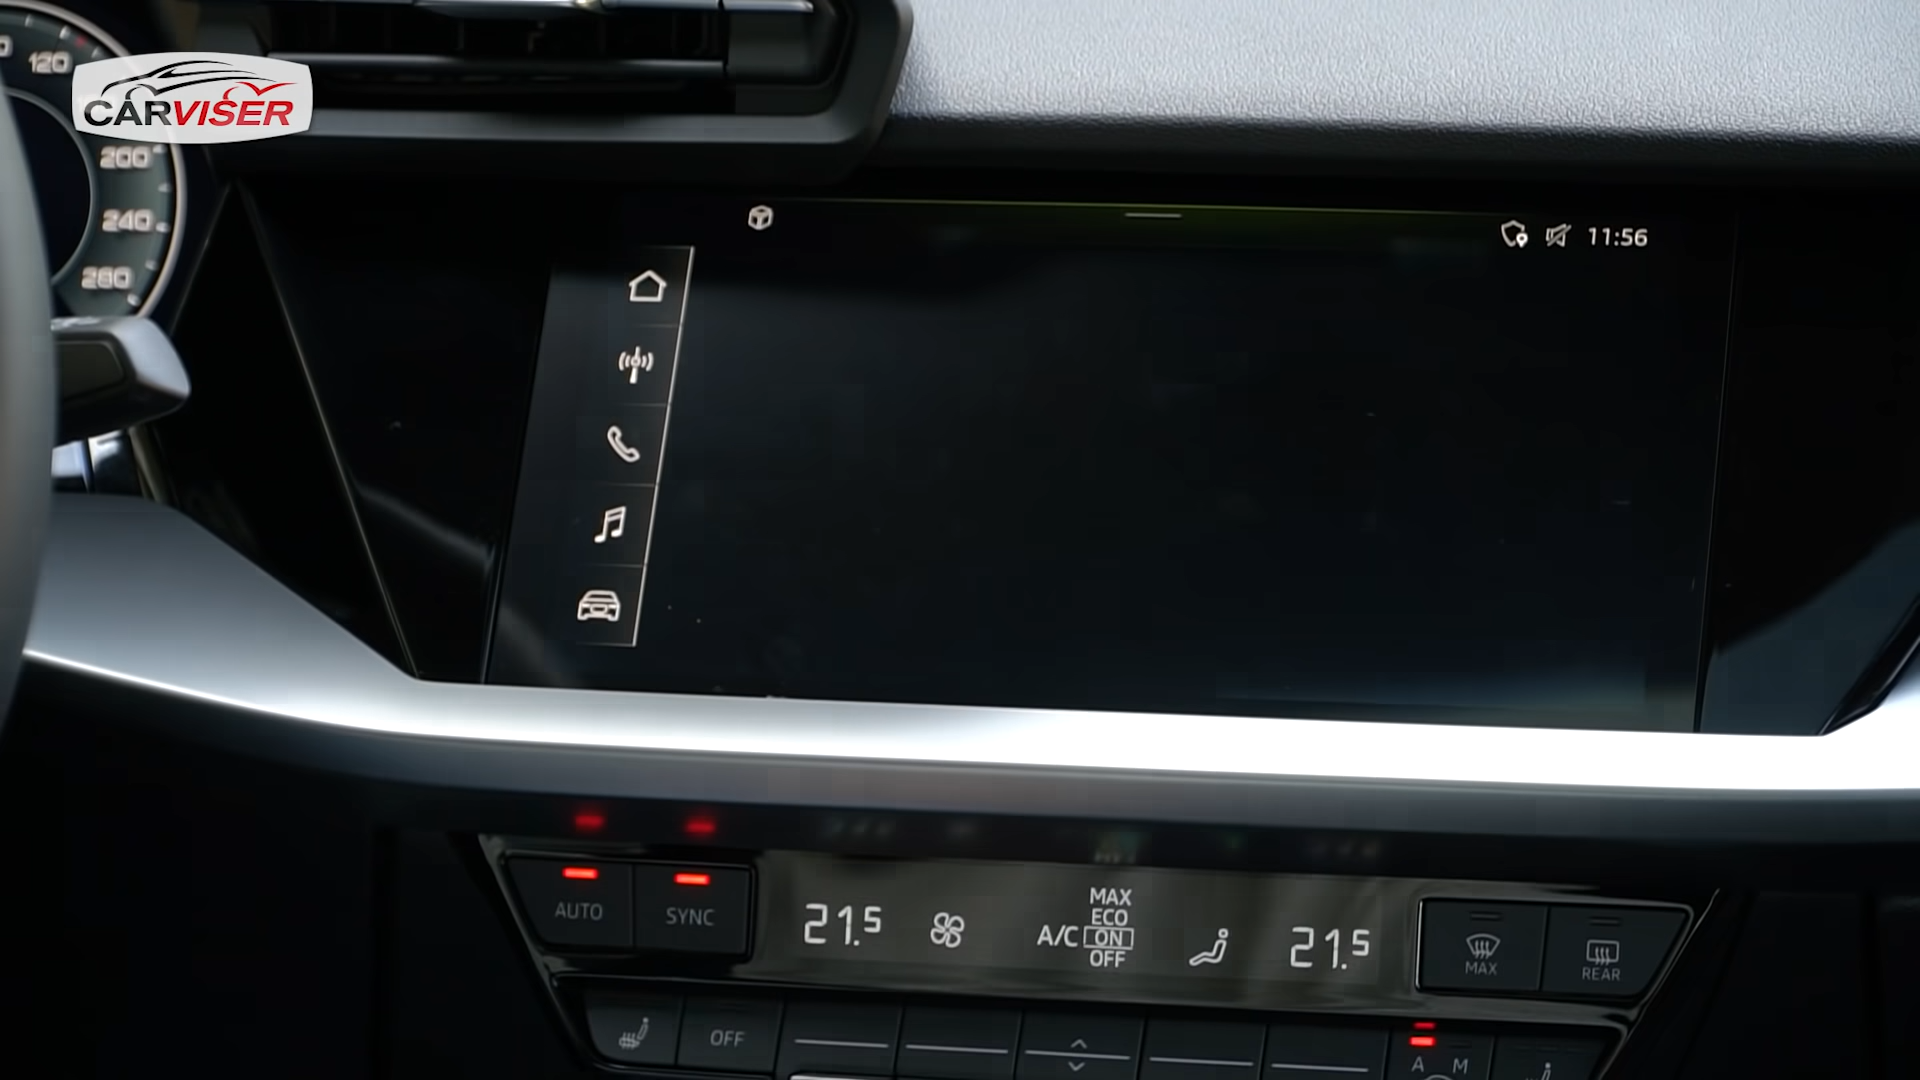 120
CARVISER
200
240
280
11:56
AUTO
SYNC
21.5
A/C
MAX
ECO
ON
OFF
21.5
MAX
REAR
OFF
A M